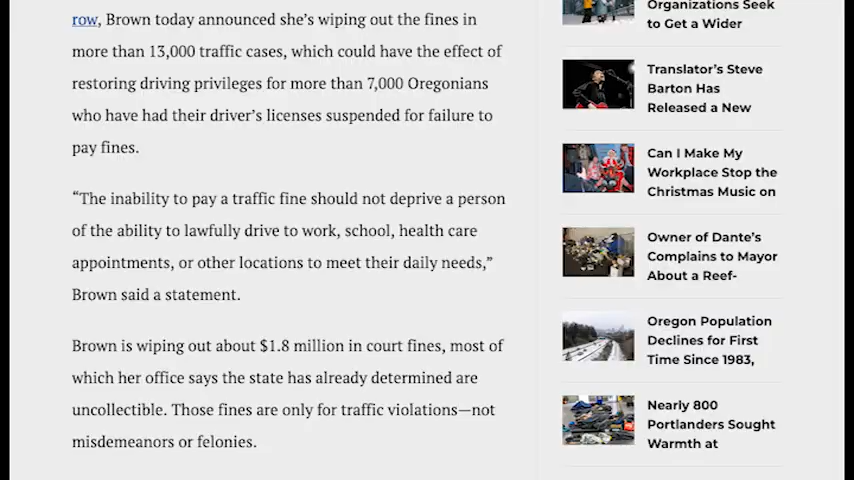 row, Brown today announced she’s wiping out the fines in
more than 13,000 traffic cases, which could have the effect of
restoring driving privileges for more than 7,000 Oregonians
who have had their driver’s licenses suspended for failure to
pay fines.
“The inability to pay a traffic fine should not deprive a person
of the ability to lawfully drive to work, school, health care
appointments, or other locations to meet their daily needs,”
Brown said a statement.
Brown is wiping out about $1.8 million in court fines, most of
which her office says the state has already determined are
uncollectible. Those fines are only for traffic violations—not
misdemeanors or felonies.
Organizations Seek
to Get a Wider
Translator’s Steve
Barton Has
Released a New
Can I Make My
Workplace Stop the
Christmas Music on
Owner of Dante’s
Complains to Mayor
About a Reef-
Oregon Population
Declines for First
Time Since 1983,
Nearly 800
Portlanders Sought
Warmth at